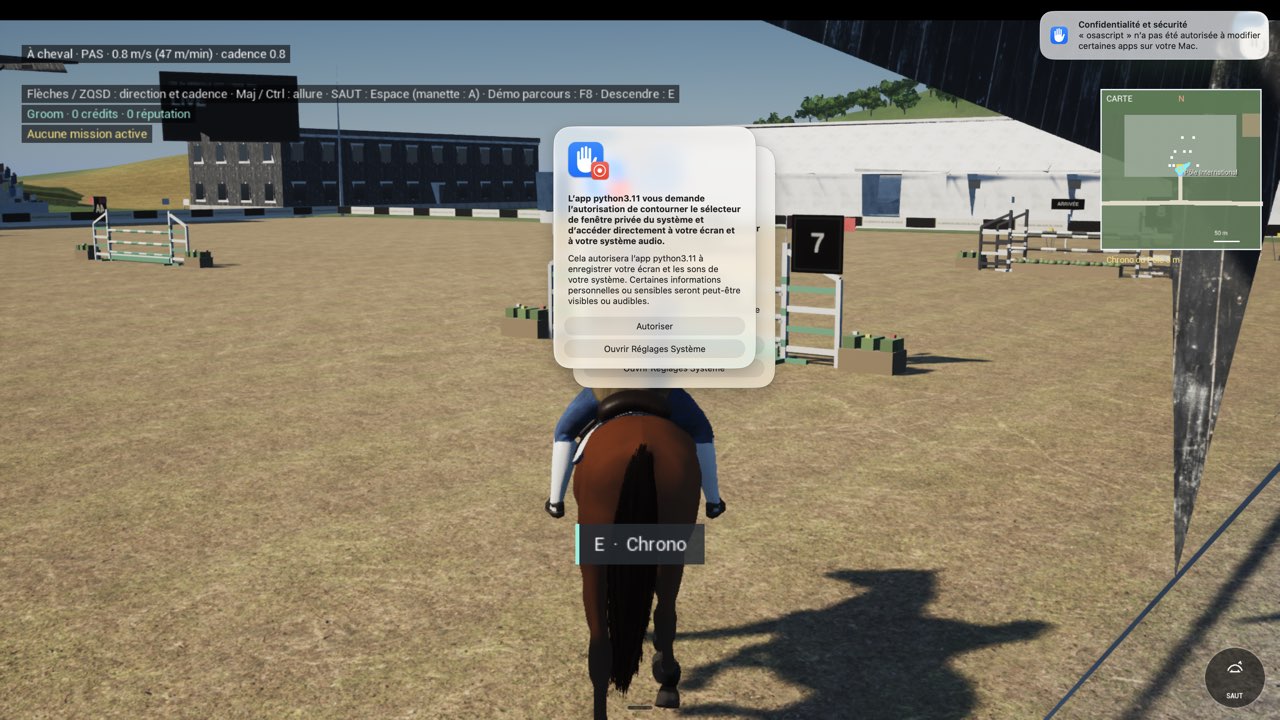 À cheval · PAS · 0.8 m/s (47 m/min) · cadence 0.8
Flèches / ZQSD : direction et cadence · Maj / Ctrl : allure · SAUT : Espace (manette : A) · Démo parcours : F8 · Descendre : E
Groom · 0 crédits · 0 réputation
Aucune mission active
Confidentialité et sécurité
« osascript » n'a pas été autorisée à modifier
certaines apps sur votre Mac.
CARTE
N
Pôle International
50 m
L'app python3.11 vous demande
l'autorisation de contourner le sélecteur
de fenêtre privée du système et
d'accéder directement à votre écran et
à votre système audio.
Cela autorisera l'app python3.11 à
enregistrer votre écran et les sons de
votre système. Certaines informations
personnelles ou sensibles seront peut-être
visibles ou audibles.
Autoriser
Ouvrir Réglages Système
Ouvrir Réglages Système
7
ARRIVÉE
E · Chrono
SAUT